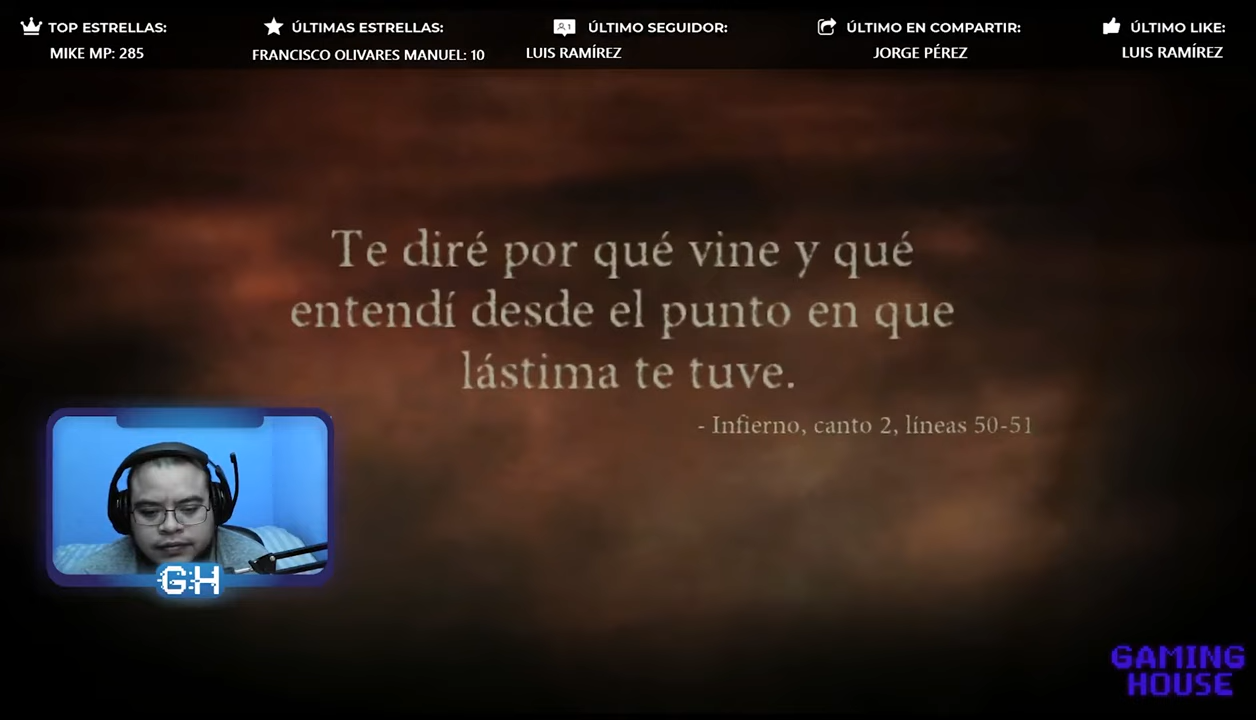 TOP ESTRELLAS:
MIKE MP: 285
ÚLTIMAS ESTRELLAS:
FRANCISCO OLIVARES MANUEL: 10
ÚLTIMO SEGUIDOR:
LUIS RAMÍREZ
ÚLTIMO EN COMPARTIR:
JORGE PÉREZ
ÚLTIMO LIKE:
LUIS RAMÍREZ
Te diré por qué vine y qué
entendí desde el punto en que
lástima te tuve.
- Infierno, canto 2, líneas 50-51
GH
GAMING
HOUSE